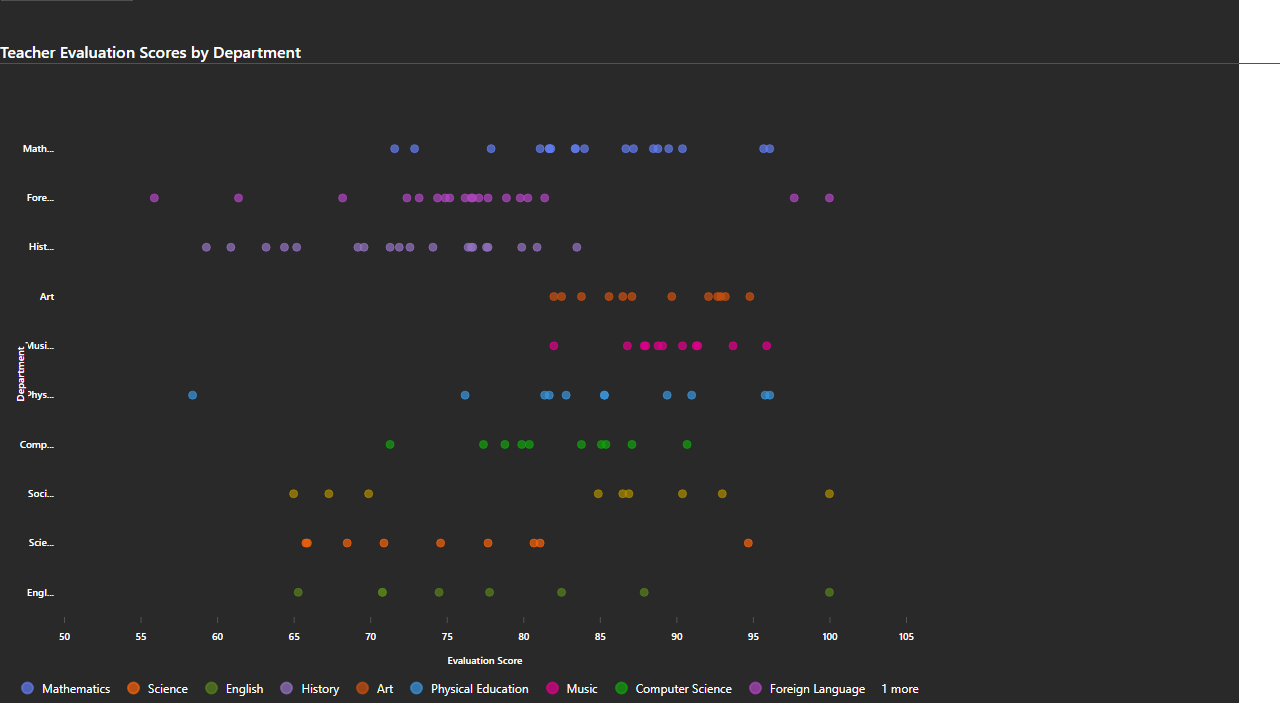 Teacher Evaluation Scores by Department
Math...
Fore...
Hist...
Art
Musi...
Department
Phys...
Comp...
Soci...
Scie...
Engl...
50 55 60 65 70 75 80 85 90 95 100 105
Evaluation Score
Mathematics Science English History Art Physical Education Music Computer Science Foreign Language 1 more